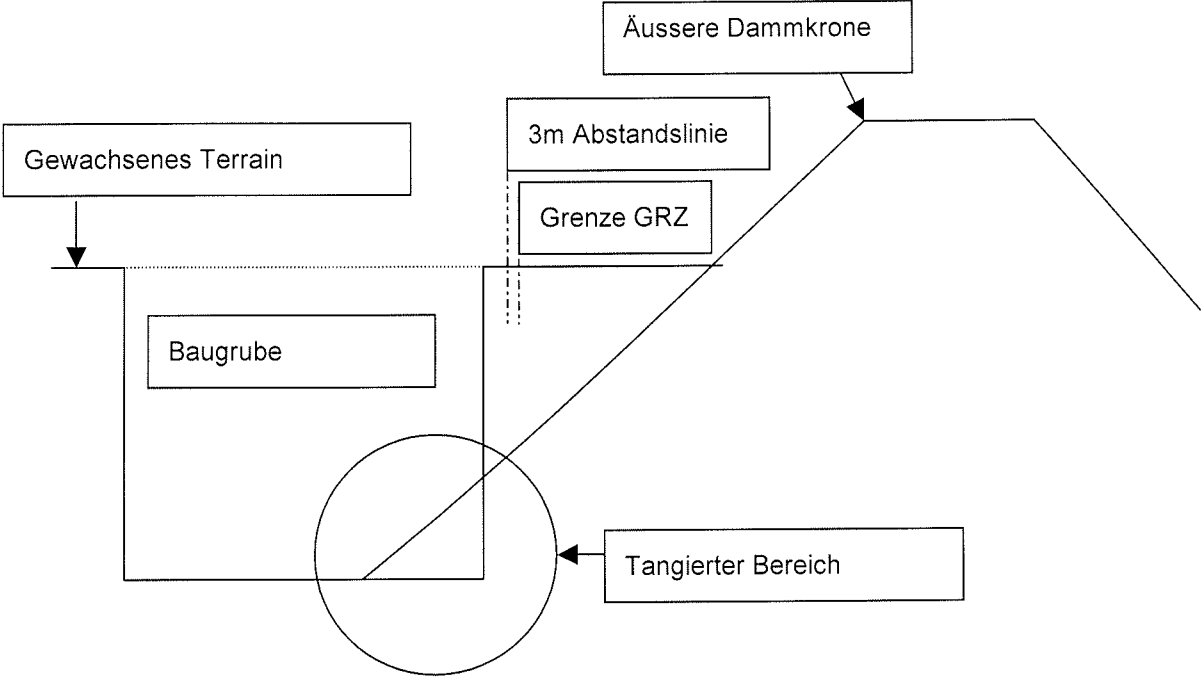 Äussere Dammkrone
3m Abstandslinie
Gewachsenes Terrain
Grenze GRZ
Baugrube
Tangierter Bereich